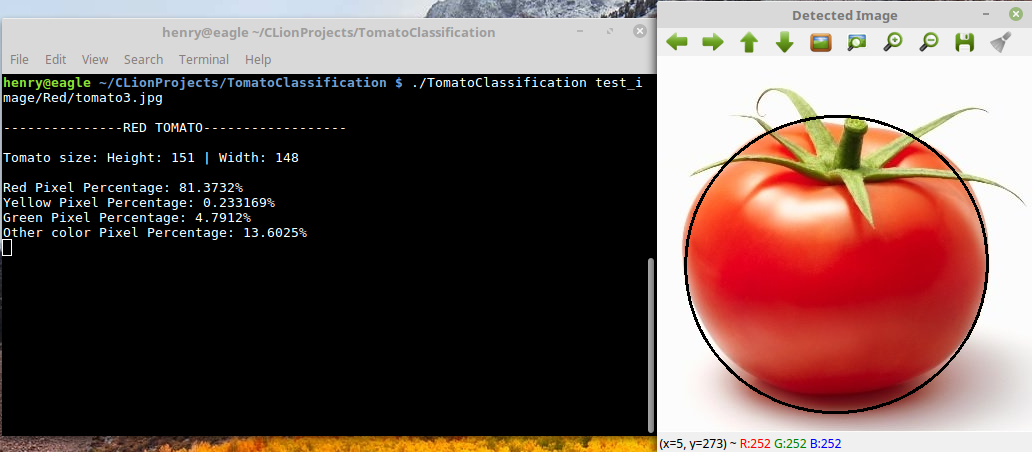 henry@eagle ~/CLionProjects/TomatoClassification
File Edit View Search Terminal Help
henry@eagle ~/CLionProjects/TomatoClassification $ ./TomatoClassification test_i
mage/Red/tomato3.jpg
---------------RED TOMATO------------------
Tomato size: Height: 151 | Width: 148
Red Pixel Percentage: 81.3732%
Yellow Pixel Percentage: 0.233169%
Green Pixel Percentage: 4.7912%
Other color Pixel Percentage: 13.6025%
Detected Image
(x=5, y=273) ~ R:252 G:252 B:252